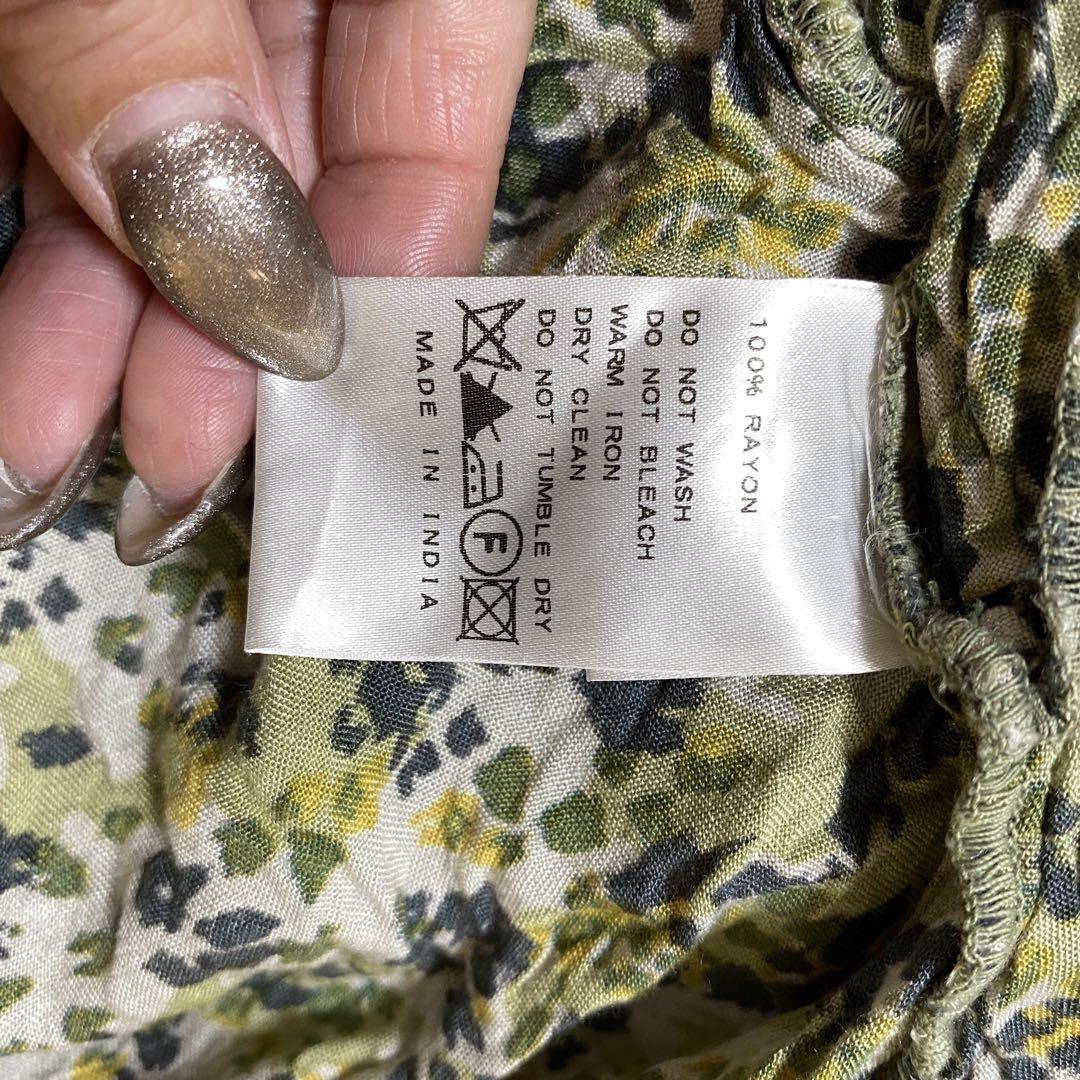 100% RAYON
DO NOT WASH
DO NOT BLEACH
WARM IRON
DRY CLEAN
DO NOT TUMBLE DRY
F
MADE IN INDIA